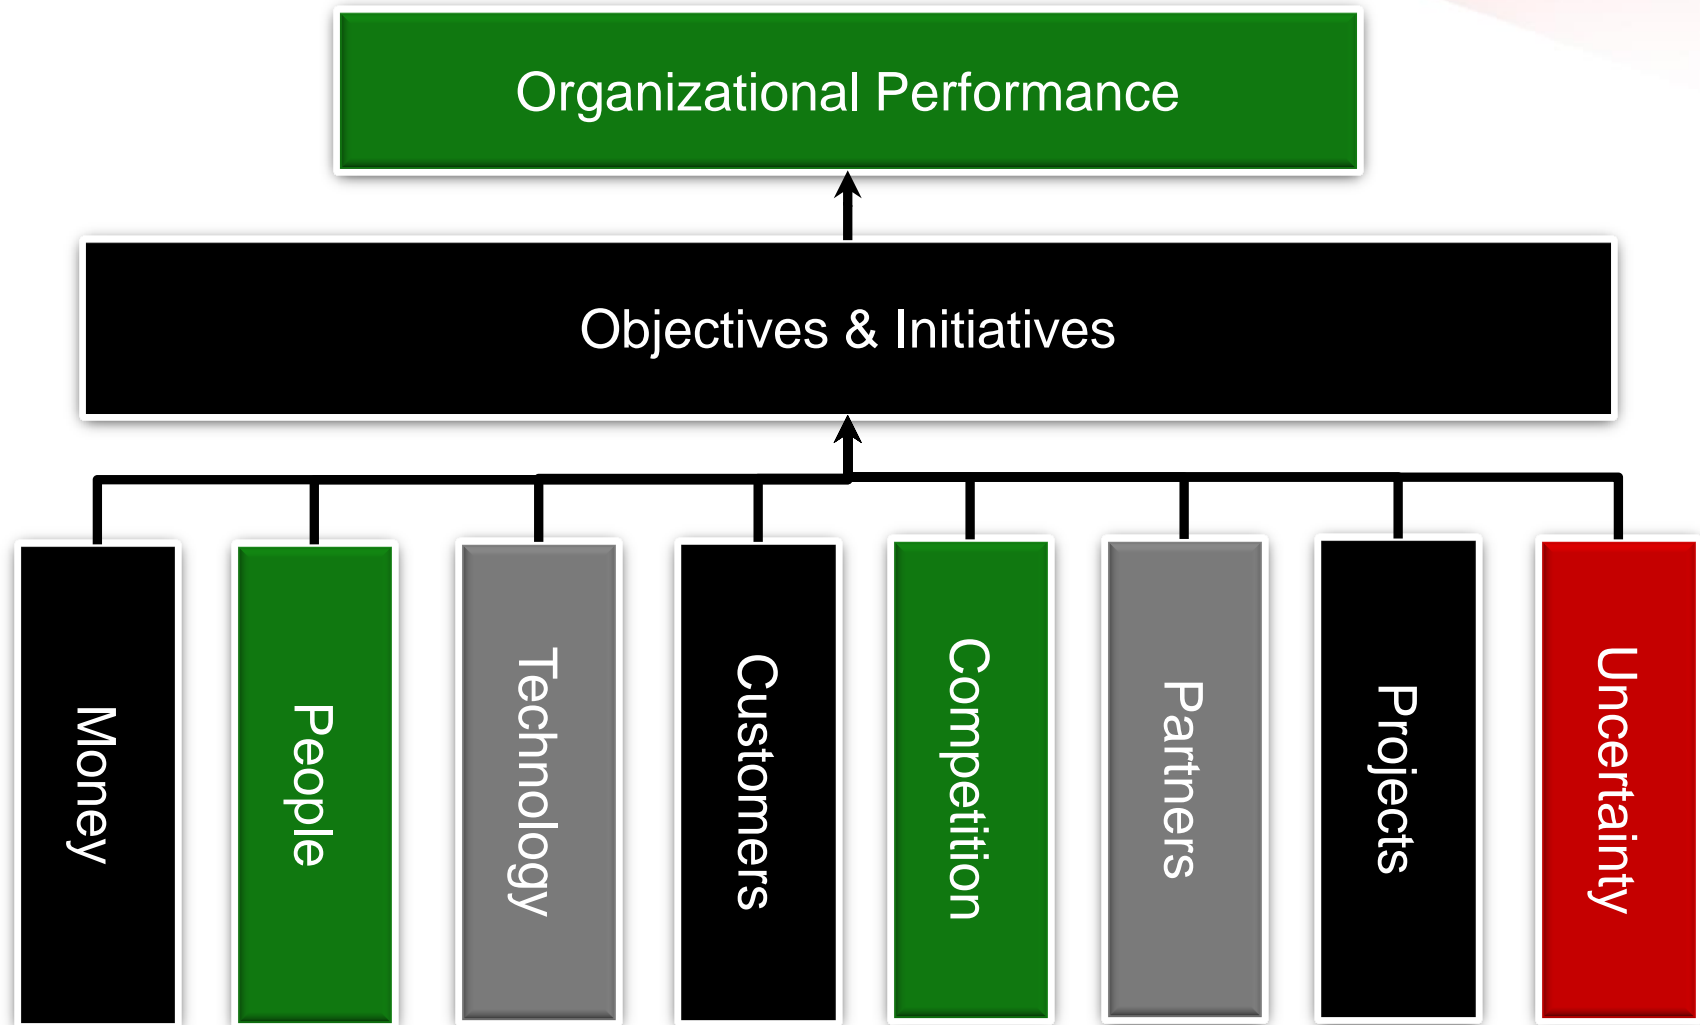 Organizational Performance
Objectives & Initiatives
Money
People
Technology
Customers
Competition
Partners
Projects
Uncertainty